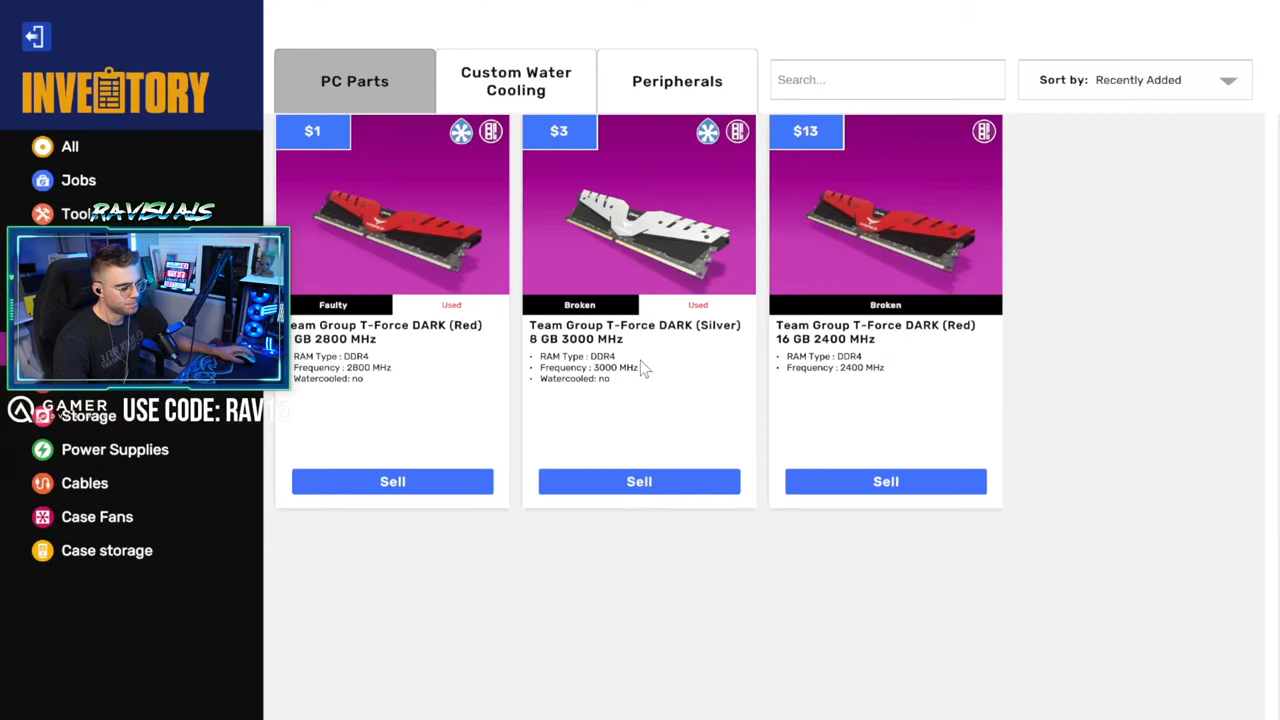 INVENTORY
All
Jobs
Tool
RAVISUALS
GAMER
USE CODE: RAV15
Storage
Power Supplies
Cables
Case Fans
Case storage
PC Parts
Custom Water
Cooling
Peripherals
Search...
Sort by: Recently Added
$1
Faulty Used
eam Group T-Force DARK (Red)
GB 2800 MHz
RAM Type : DDR4
Frequency : 2800 MHz
Watercooled: no
Sell
$3
Broken Used
Team Group T-Force DARK (Silver)
8 GB 3000 MHz
• RAM Type : DDR4
• Frequency : 3000 MHz
• Watercooled: no
Sell
$13
Broken
Team Group T-Force DARK (Red)
16 GB 2400 MHz
• RAM Type : DDR4
• Frequency : 2400 MHz
Sell